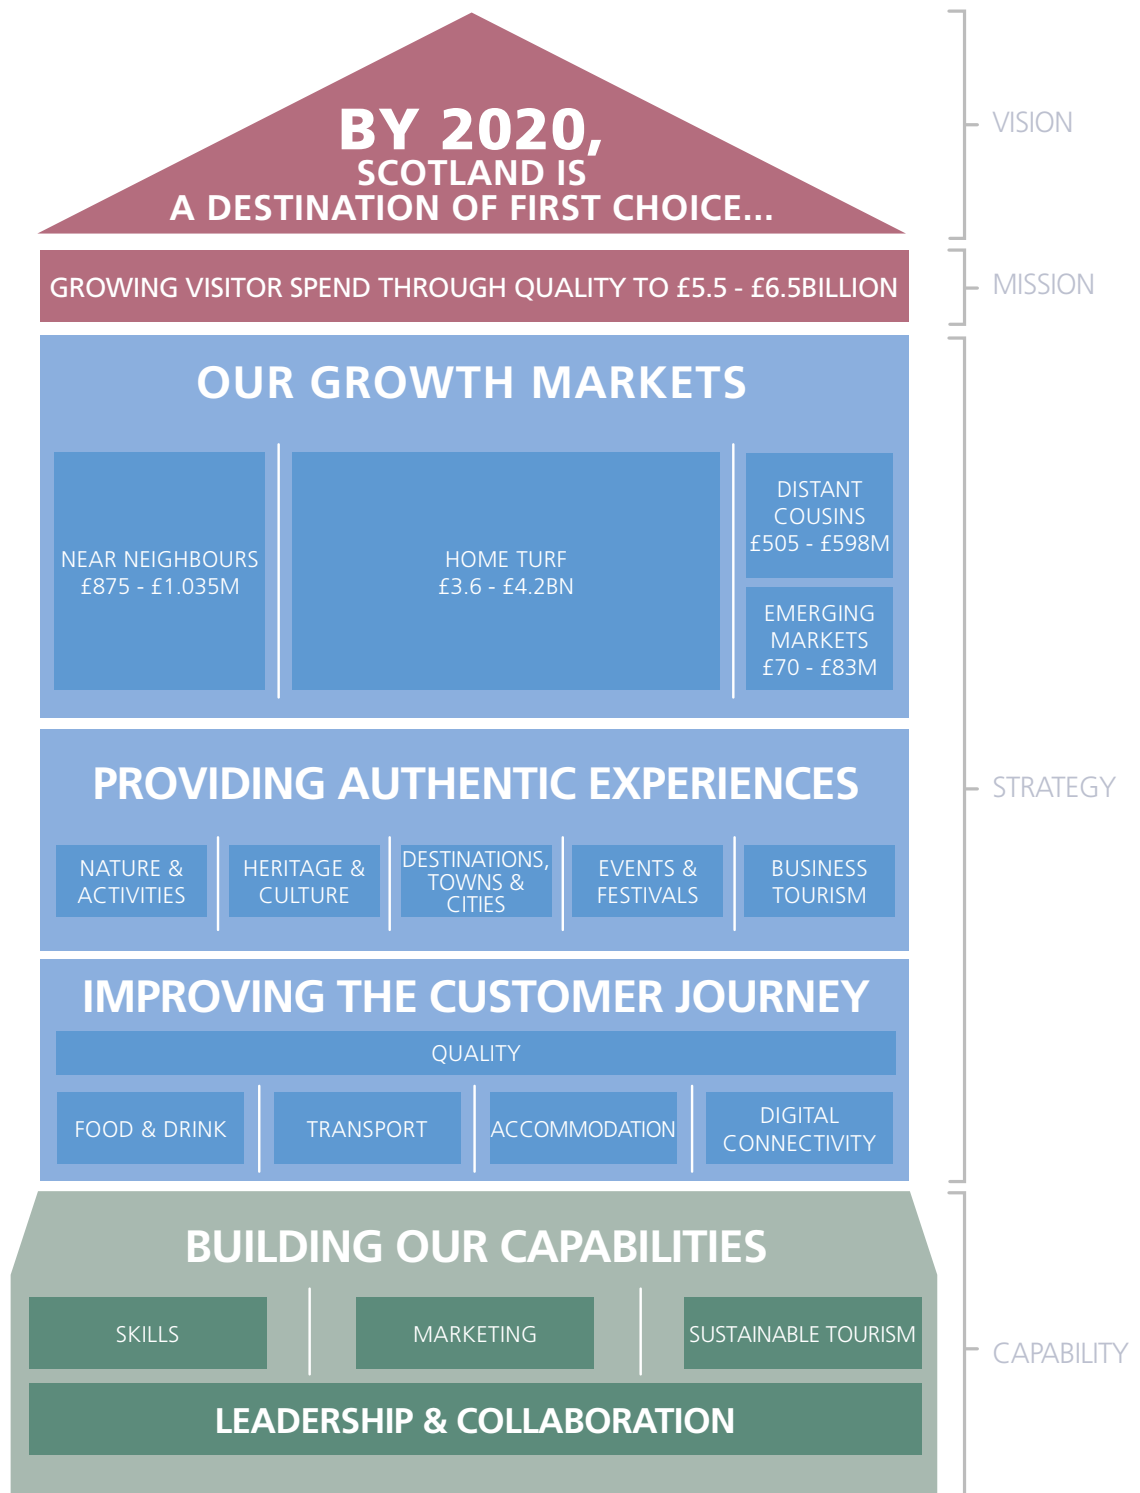 BY 2020,
SCOTLAND IS
A DESTINATION OF FIRST CHOICE...
VISION
GROWING VISITOR SPEND THROUGH QUALITY TO £5.5 - £6.5BILLION
MISSION
OUR GROWTH MARKETS
NEAR NEIGHBOURS
£875 - £1.035M
HOME TURF
£3.6 - £4.2BN
DISTANT
COUSINS
£505 - £598M
EMERGING
MARKETS
£70 - £83M
PROVIDING AUTHENTIC EXPERIENCES
STRATEGY
NATURE &
ACTIVITIES
HERITAGE &
CULTURE
DESTINATIONS,
TOWNS &
CITIES
EVENTS &
FESTIVALS
BUSINESS
TOURISM
IMPROVING THE CUSTOMER JOURNEY
QUALITY
FOOD & DRINK
TRANSPORT
ACCOMMODATION
DIGITAL
CONNECTIVITY
BUILDING OUR CAPABILITIES
SKILLS
MARKETING
SUSTAINABLE TOURISM
CAPABILITY
LEADERSHIP & COLLABORATION